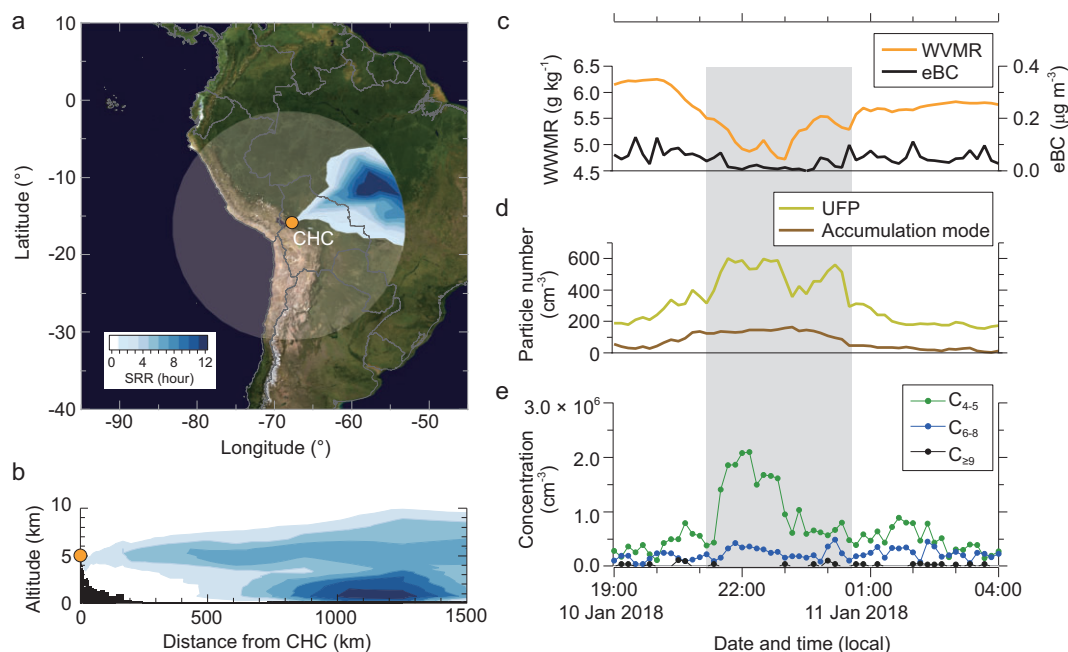 a
10
0
-10
-20
-30
-40
Latitude (°)
CHC
0 4 8 12
SRR (hour)
-90 -80 -70 -60 -50
Longitude (°)
b
10
5
0
Altitude (km)
0 500 1000 1500
Distance from CHC (km)
c
WVMR
eBC
6.5
6.0
5.5
5.0
4.5
WWMR (g kg⁻¹)
0.4
0.3
0.2
0.1
0.0
eBC (µg m⁻³)
d
UFP
Accumulation mode
600
400
200
0
Particle number
(cm⁻³)
e
3.0 × 10⁶
2.0
1.0
0.0
Concentration
(cm⁻³)
C₄₋₅
C₆₋₈
C≥₉
19:00 22:00 01:00 04:00
10 Jan 2018 11 Jan 2018
Date and time (local)